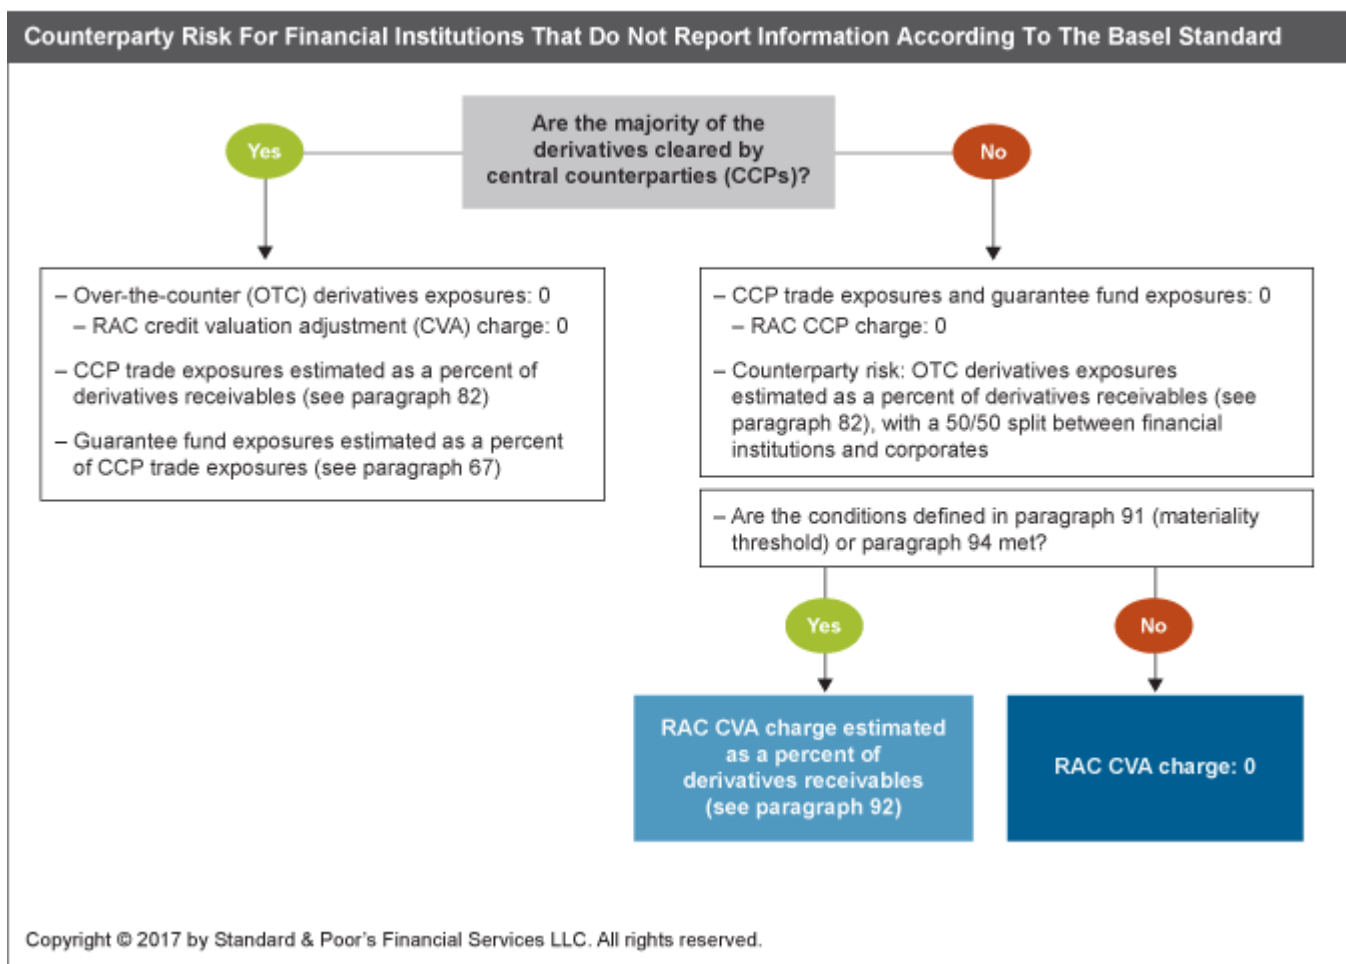 Counterparty Risk For Financial Institutions That Do Not Report Information According To The Basel Standard
Are the majority of the
derivatives cleared by
central counterparties (CCPs)?
Yes
No
– Over-the-counter (OTC) derivatives exposures: 0
– RAC credit valuation adjustment (CVA) charge: 0
– CCP trade exposures estimated as a percent of
derivatives receivables (see paragraph 82)
– Guarantee fund exposures estimated as a percent
of CCP trade exposures (see paragraph 67)
– CCP trade exposures and guarantee fund exposures: 0
– RAC CCP charge: 0
– Counterparty risk: OTC derivatives exposures
estimated as a percent of derivatives receivables (see
paragraph 82), with a 50/50 split between financial
institutions and corporates
– Are the conditions defined in paragraph 91 (materiality
threshold) or paragraph 94 met?
Yes
No
RAC CVA charge estimated
as a percent of
derivatives receivables
(see paragraph 92)
RAC CVA charge: 0
Copyright © 2017 by Standard & Poor's Financial Services LLC. All rights reserved.